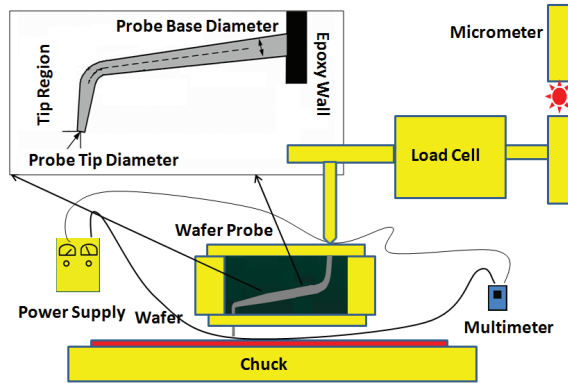 Probe Base Diameter
Tip Region
Epoxy Wall
Probe Tip Diameter
Micrometer
Load Cell
Wafer Probe
Power Supply
Wafer
Multimeter
Chuck